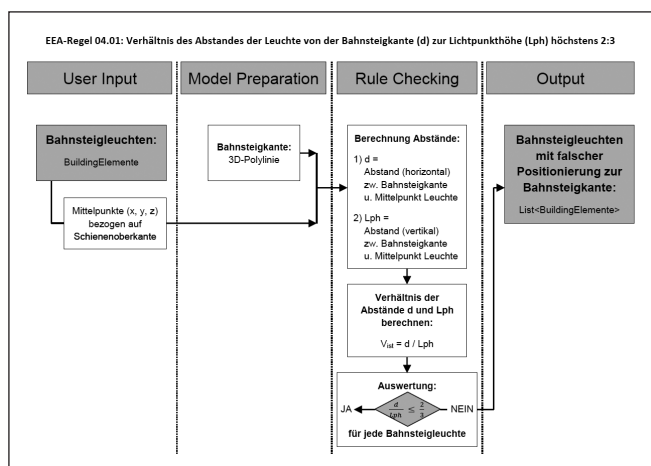 EEA-Regel 04.01: Verhältnis des Abstandes der Leuchte von der Bahnsteigkante (d) zur Lichtpunkthöhe (Lph) höchstens 2:3
User Input
Model Preparation
Rule Checking
Output
Bahnsteigleuchten:
BuildingElemente
Mittelpunkte (x, y, z)
bezogen auf
Schienenoberkante
Bahnsteigkante:
3D-Polylinie
Berechnung Abstände:
1) d =
Abstand (horizontal)
zw. Bahnsteigkante
u. Mittelpunkt Leuchte
2) Lph =
Abstand (vertikal)
zw. Bahnsteigkante
u. Mittelpunkt Leuchte
Verhältnis der
Abstände d und Lph
berechnen:
V_ist = d / Lph
Auswertung:
JA
d/Lph ≤ 2/3
NEIN
für jede Bahnsteigleuchte
Bahnsteigleuchten
mit falscher
Positionierung zur
Bahnsteigkante:
List<BuildingElemente>